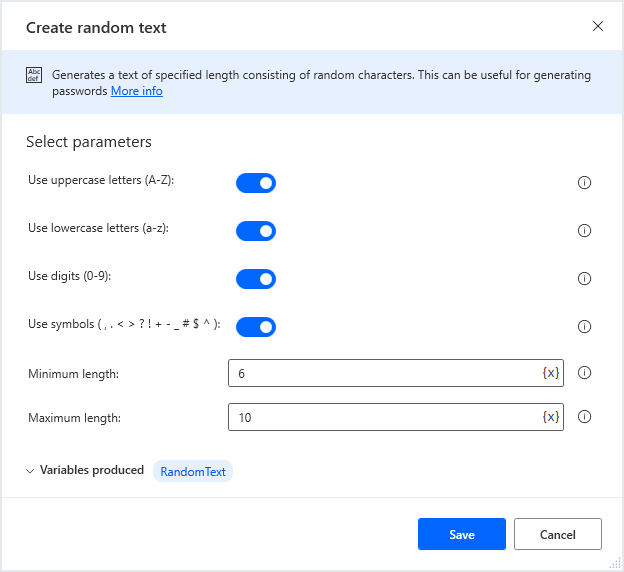 Create random text
Abc
def
Generates a text of specified length consisting of random characters. This can be useful for generating
passwords More info
Select parameters
Use uppercase letters (A-Z):
Use lowercase letters (a-z):
Use digits (0-9):
Use symbols ( , . < > ? ! + - _ # $ ^ ):
Minimum length: 6 {x}
Maximum length: 10 {x}
Variables produced RandomText
Save Cancel